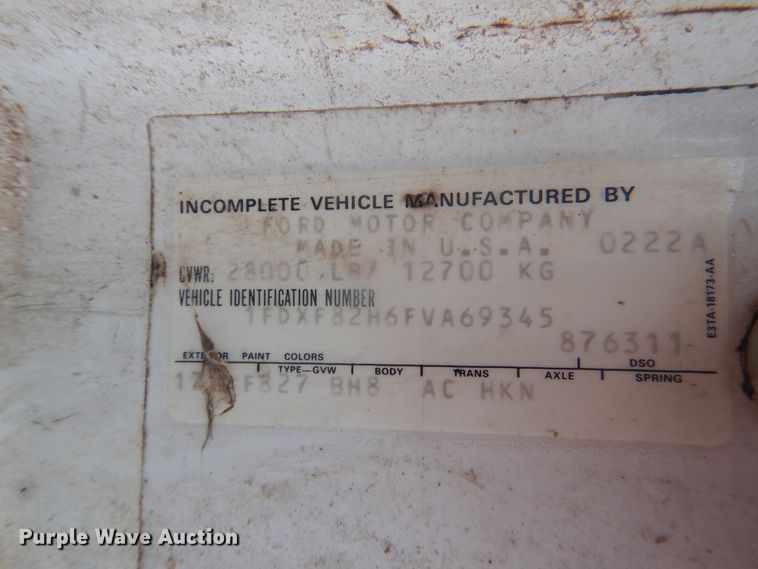 INCOMPLETE VEHICLE MANUFACTURED BY
FORD MOTOR COMPANY
MADE IN U.S.A. 0222A
GVWR: 28000 LB/ 12700 KG
VEHICLE IDENTIFICATION NUMBER
1FDXF82H6FVA69345
876311
EXTERIOR PAINT COLORS DSO
TYPE—GVW BODY TRANS AXLE SPRING
F827 BH8 AC HKN
E3TA-18173-AA
Purple Wave Auction